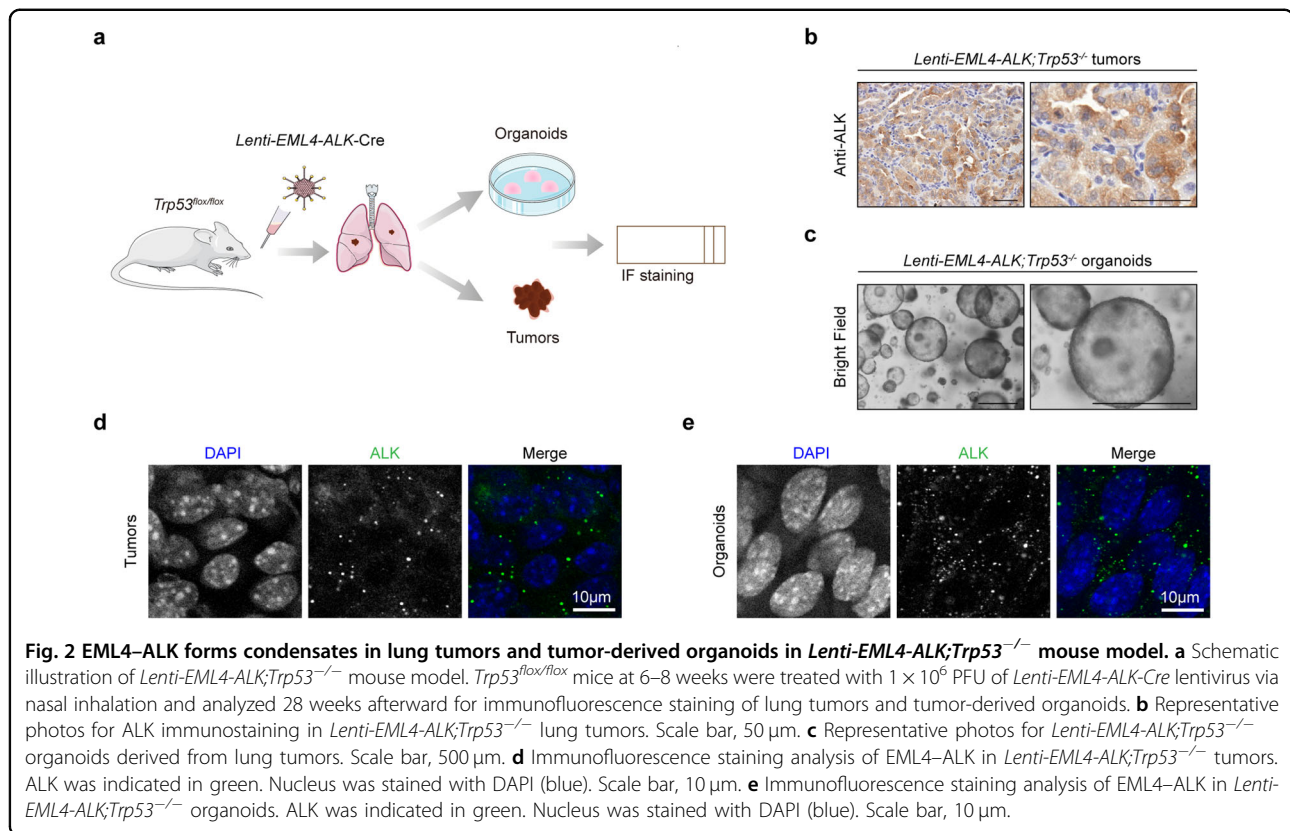 a
Lenti-EML4-ALK-Cre
Trp53flox/flox
Organoids
Tumors
IF staining
b
Lenti-EML4-ALK;Trp53-/- tumors
Anti-ALK
c
Lenti-EML4-ALK;Trp53-/- organoids
Bright Field
d
DAPI
ALK
Merge
Tumors
10μm
e
DAPI
ALK
Merge
Organoids
10μm
Fig. 2 EML4–ALK forms condensates in lung tumors and tumor-derived organoids in Lenti-EML4-ALK;Trp53−/− mouse model. a Schematic
illustration of Lenti-EML4-ALK;Trp53−/− mouse model. Trp53flox/flox mice at 6–8 weeks were treated with 1 × 10⁶ PFU of Lenti-EML4-ALK-Cre lentivirus via
nasal inhalation and analyzed 28 weeks afterward for immunofluorescence staining of lung tumors and tumor-derived organoids. b Representative
photos for ALK immunostaining in Lenti-EML4-ALK;Trp53−/− lung tumors. Scale bar, 50 μm. c Representative photos for Lenti-EML4-ALK;Trp53−/−
organoids derived from lung tumors. Scale bar, 500 μm. d Immunofluorescence staining analysis of EML4–ALK in Lenti-EML4-ALK;Trp53−/− tumors.
ALK was indicated in green. Nucleus was stained with DAPI (blue). Scale bar, 10 μm. e Immunofluorescence staining analysis of EML4–ALK in Lenti-
EML4-ALK;Trp53−/− organoids. ALK was indicated in green. Nucleus was stained with DAPI (blue). Scale bar, 10 μm.